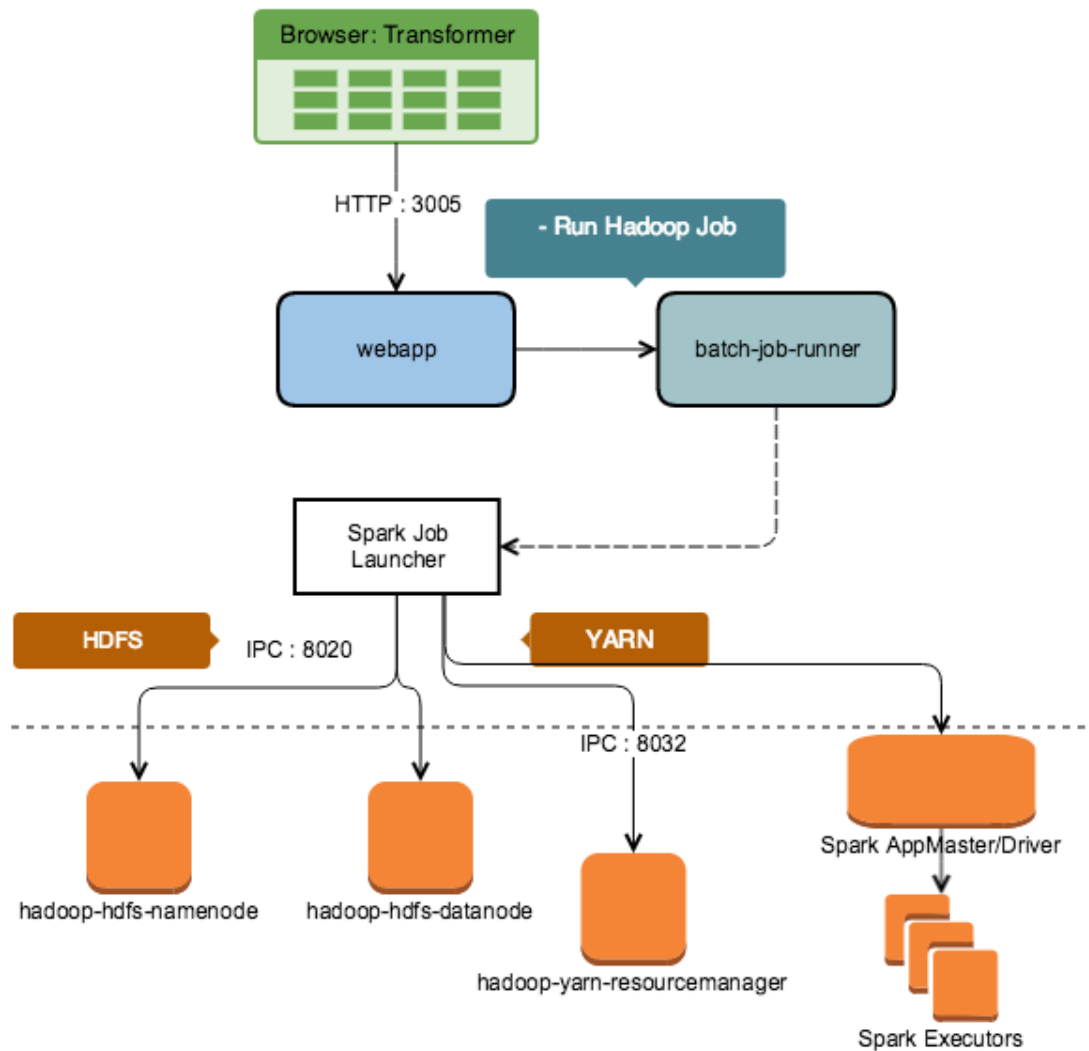 Browser: Transformer
HTTP : 3005
- Run Hadoop Job
webapp
batch-job-runner
Spark Job
Launcher
HDFS
IPC : 8020
YARN
IPC : 8032
Spark AppMaster/Driver
hadoop-hdfs-namenode
hadoop-hdfs-datanode
hadoop-yarn-resourcemanager
Spark Executors